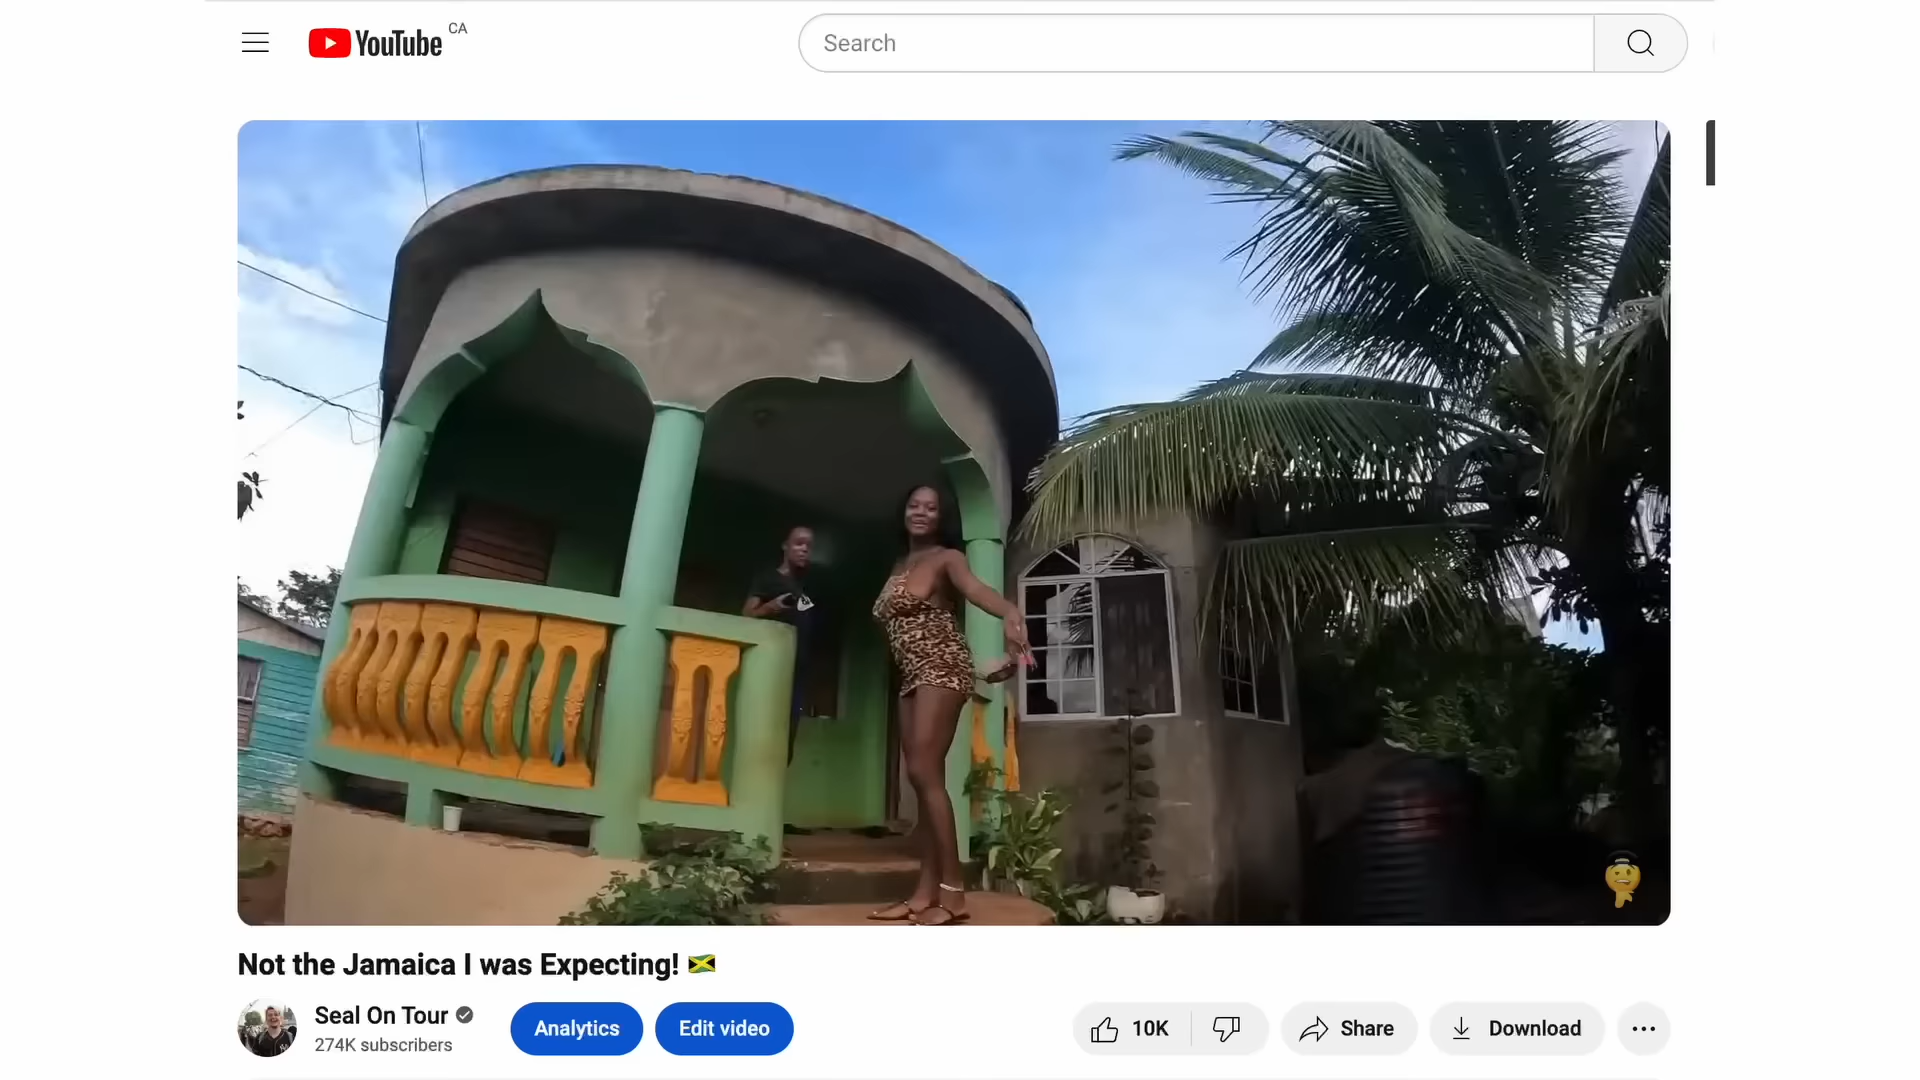 YouTube CA
Search
Not the Jamaica I was Expecting! 🇯🇲
Seal On Tour
274K subscribers
Analytics
Edit video
10K
Share
Download